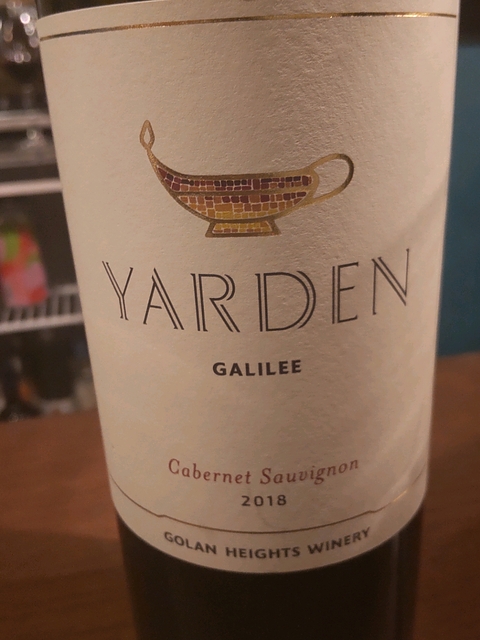 YARDEN
GALILEE
Cabernet Sauvignon
2018
GOLAN HEIGHTS WINERY